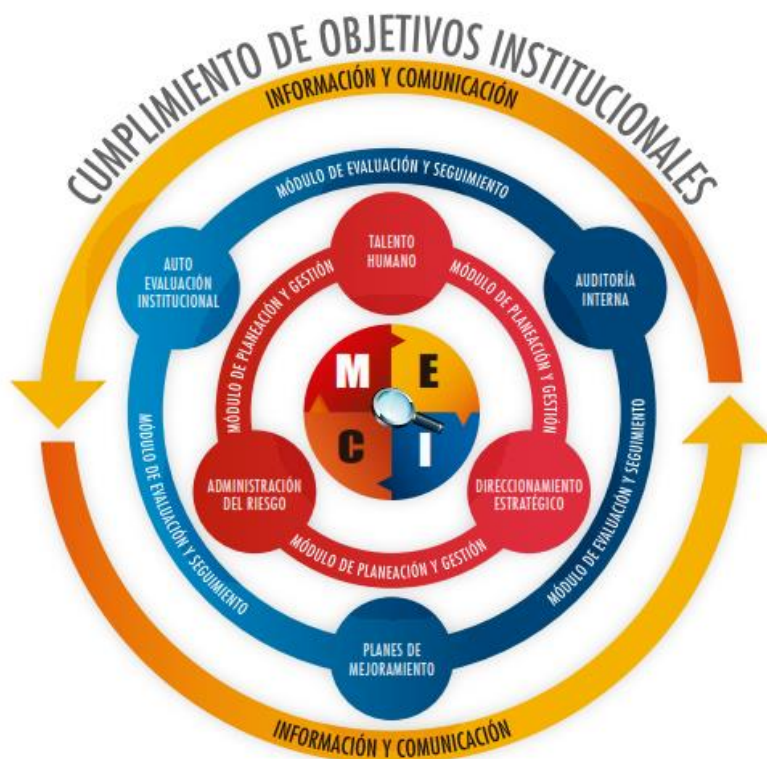 CUMPLIMIENTO DE OBJETIVOS INSTITUCIONALES
INFORMACIÓN Y COMUNICACIÓN
MÓDULO DE EVALUACIÓN Y SEGUIMIENTO
TALENTO
HUMANO
AUTO
EVALUACIÓN
INSTITUCIONAL
AUDITORÍA
INTERNA
MÓDULO DE PLANEACIÓN Y GESTIÓN
MÓDULO DE PLANEACIÓN Y GESTIÓN
M E
C I
MÓDULO DE EVALUACIÓN Y SEGUIMIENTO
MÓDULO DE EVALUACIÓN Y SEGUIMIENTO
ADMINISTRACIÓN
DEL RIESGO
DIRECCIONAMIENTO
ESTRATÉGICO
MÓDULO DE PLANEACIÓN Y GESTIÓN
PLANES DE
MEJORAMIENTO
INFORMACIÓN Y COMUNICACIÓN